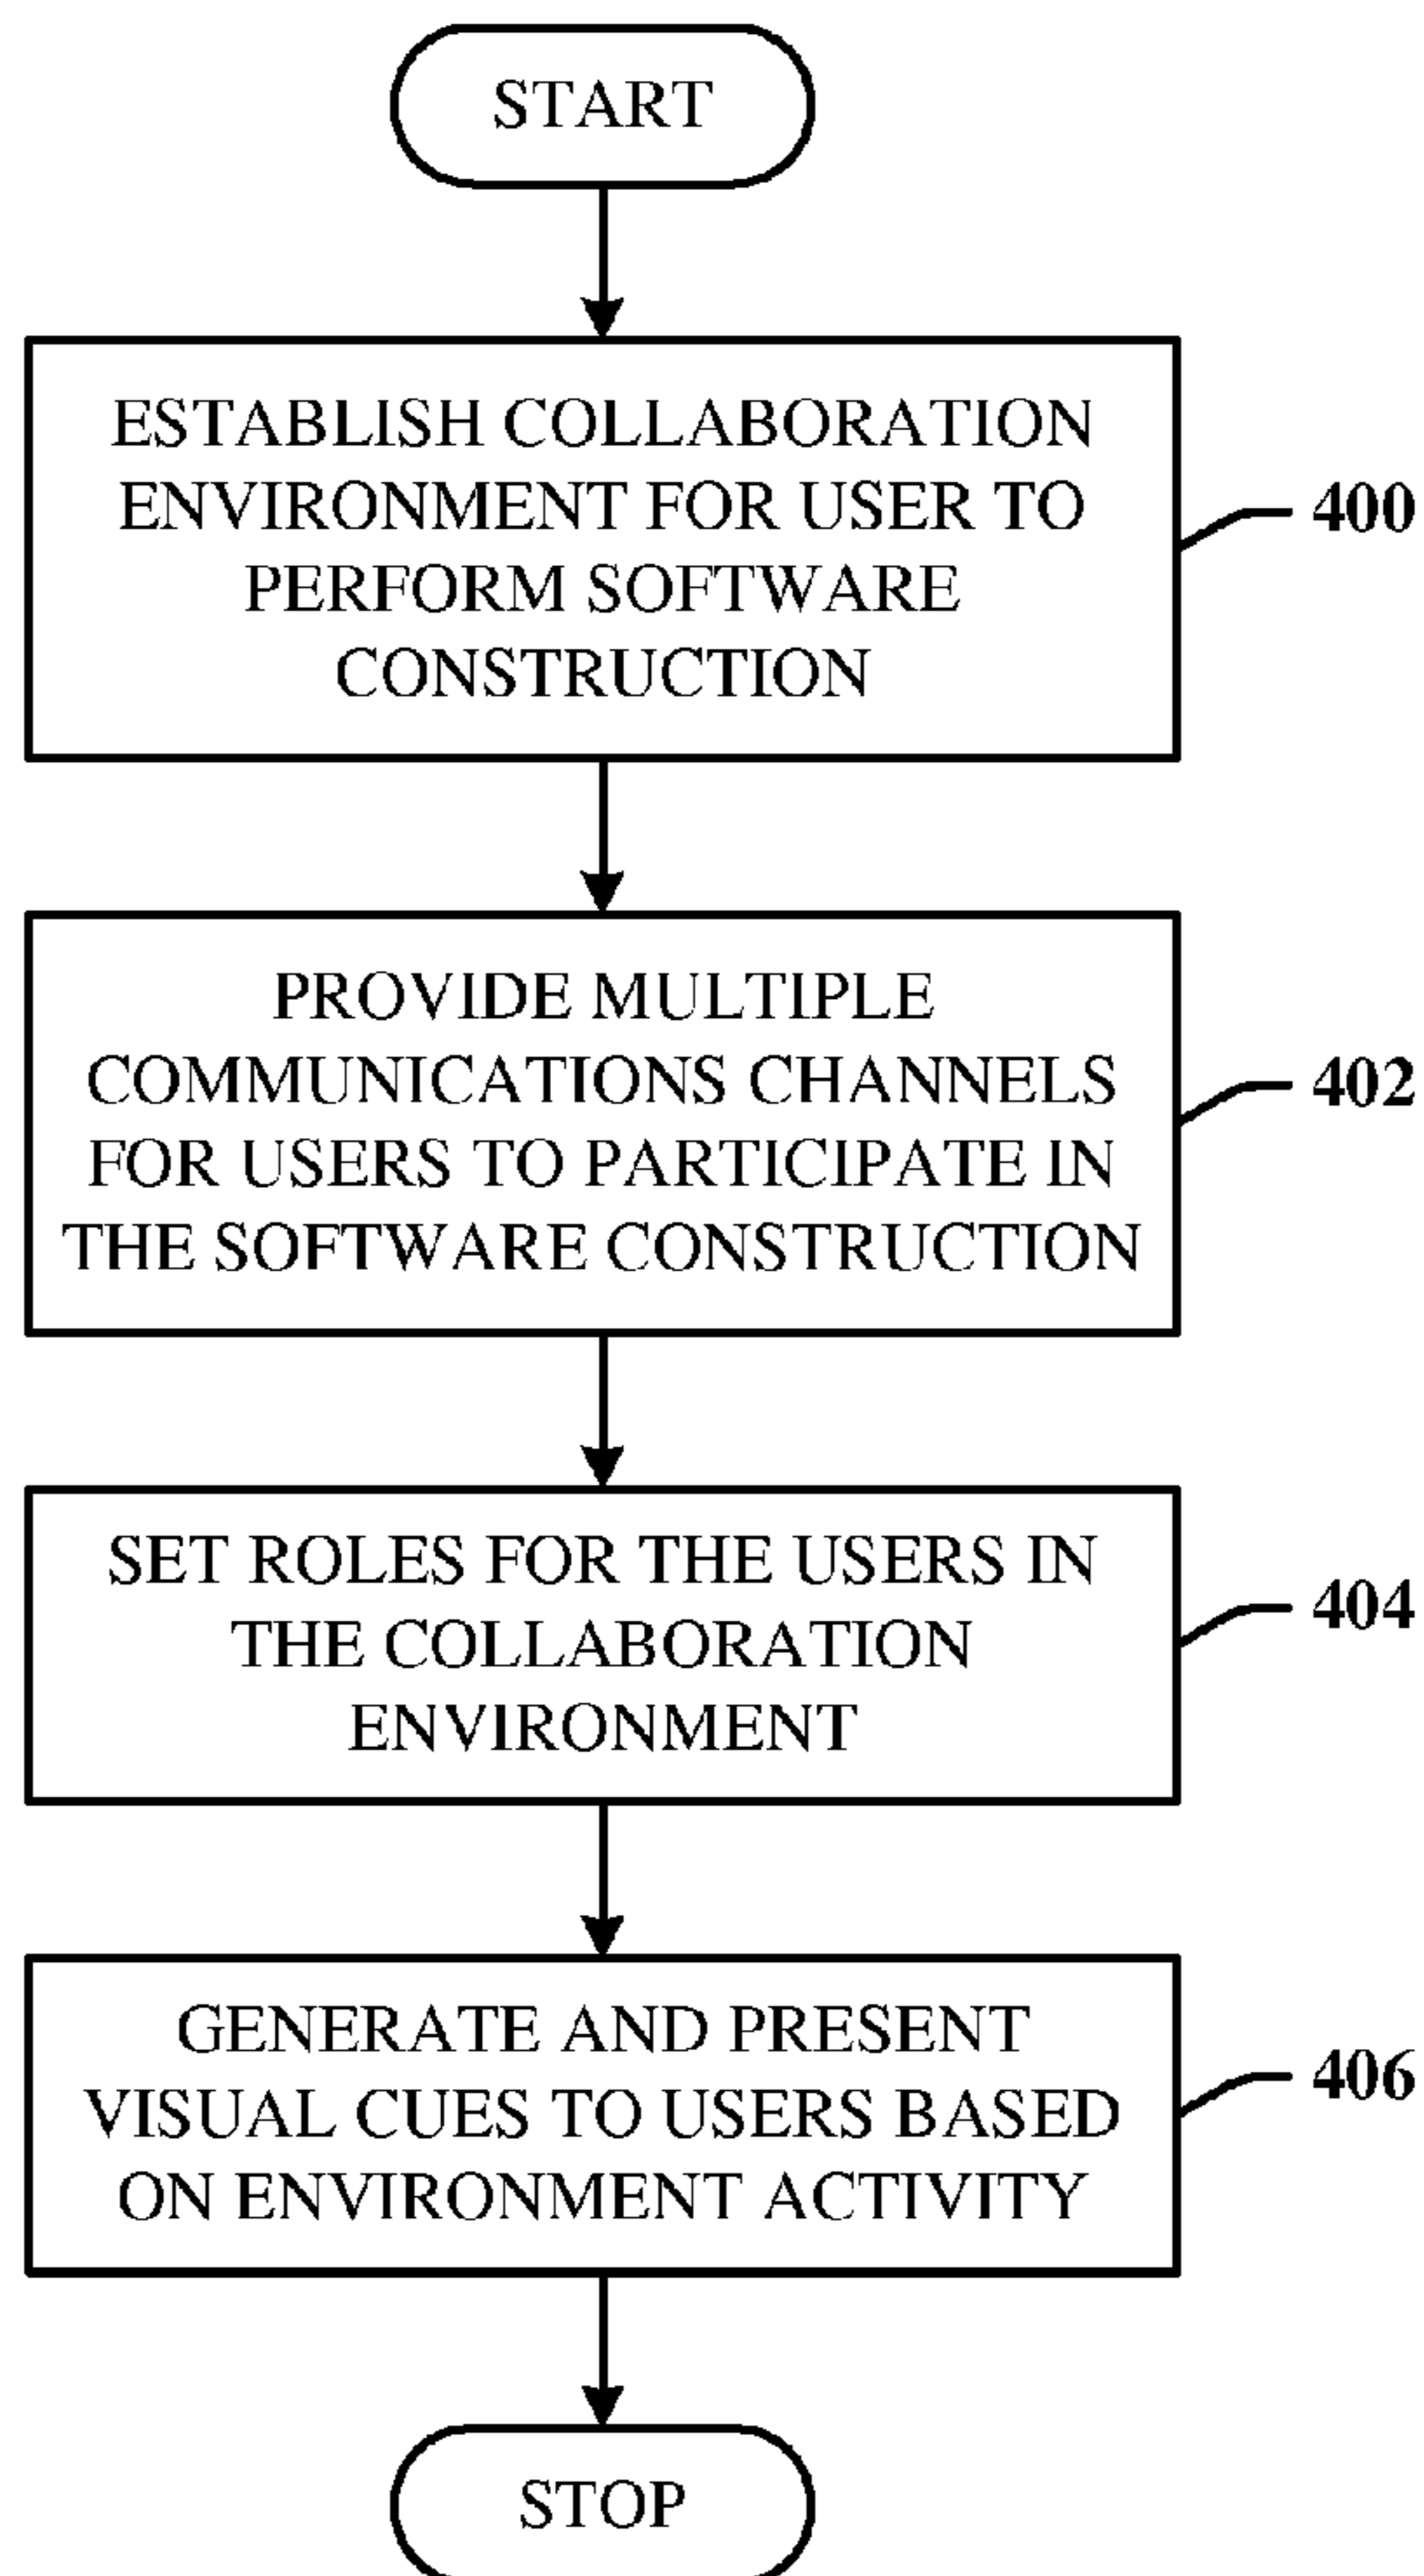 START
ESTABLISH COLLABORATION
ENVIRONMENT FOR USER TO
PERFORM SOFTWARE
CONSTRUCTION
400
PROVIDE MULTIPLE
COMMUNICATIONS CHANNELS
FOR USERS TO PARTICIPATE IN
THE SOFTWARE CONSTRUCTION
402
SET ROLES FOR THE USERS IN
THE COLLABORATION
ENVIRONMENT
404
GENERATE AND PRESENT
VISUAL CUES TO USERS BASED
ON ENVIRONMENT ACTIVITY
406
STOP